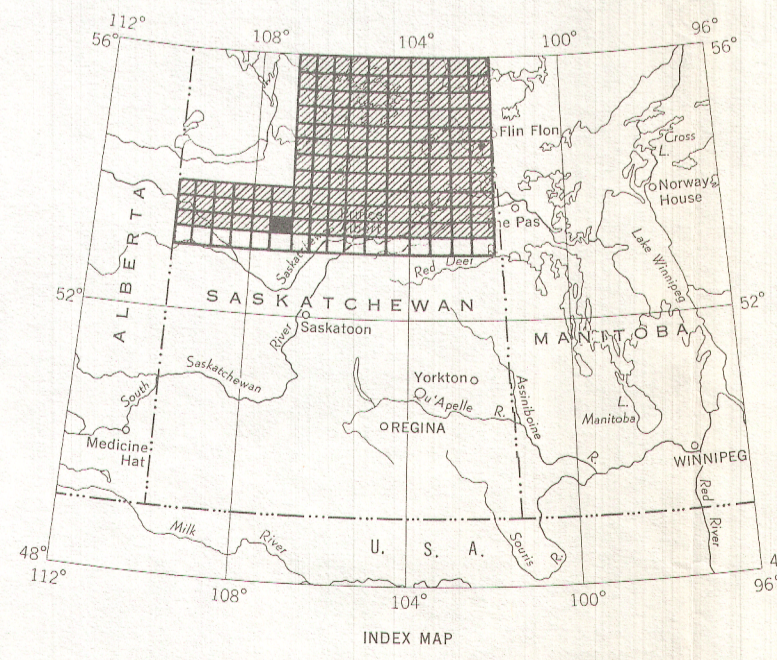 112° 108° 104° 100° 96°
56° 56°
Flin Flon
Cross
L.
Norway
House
ALBERTA
e Pas
Lake Winnipeg
Red Deer
52° 52°
SASKATCHEWAN
MANITOBA
Saskatoon
River
South Saskatchewan
Yorkton
Qu'Apelle R.
Assiniboine
R.
L.
Manitoba
REGINA
Medicine
Hat
WINNIPEG
Red River
Milk River
U. S. A.
Souris R.
48° 4
112° 108° 104° 100° 96°
INDEX MAP